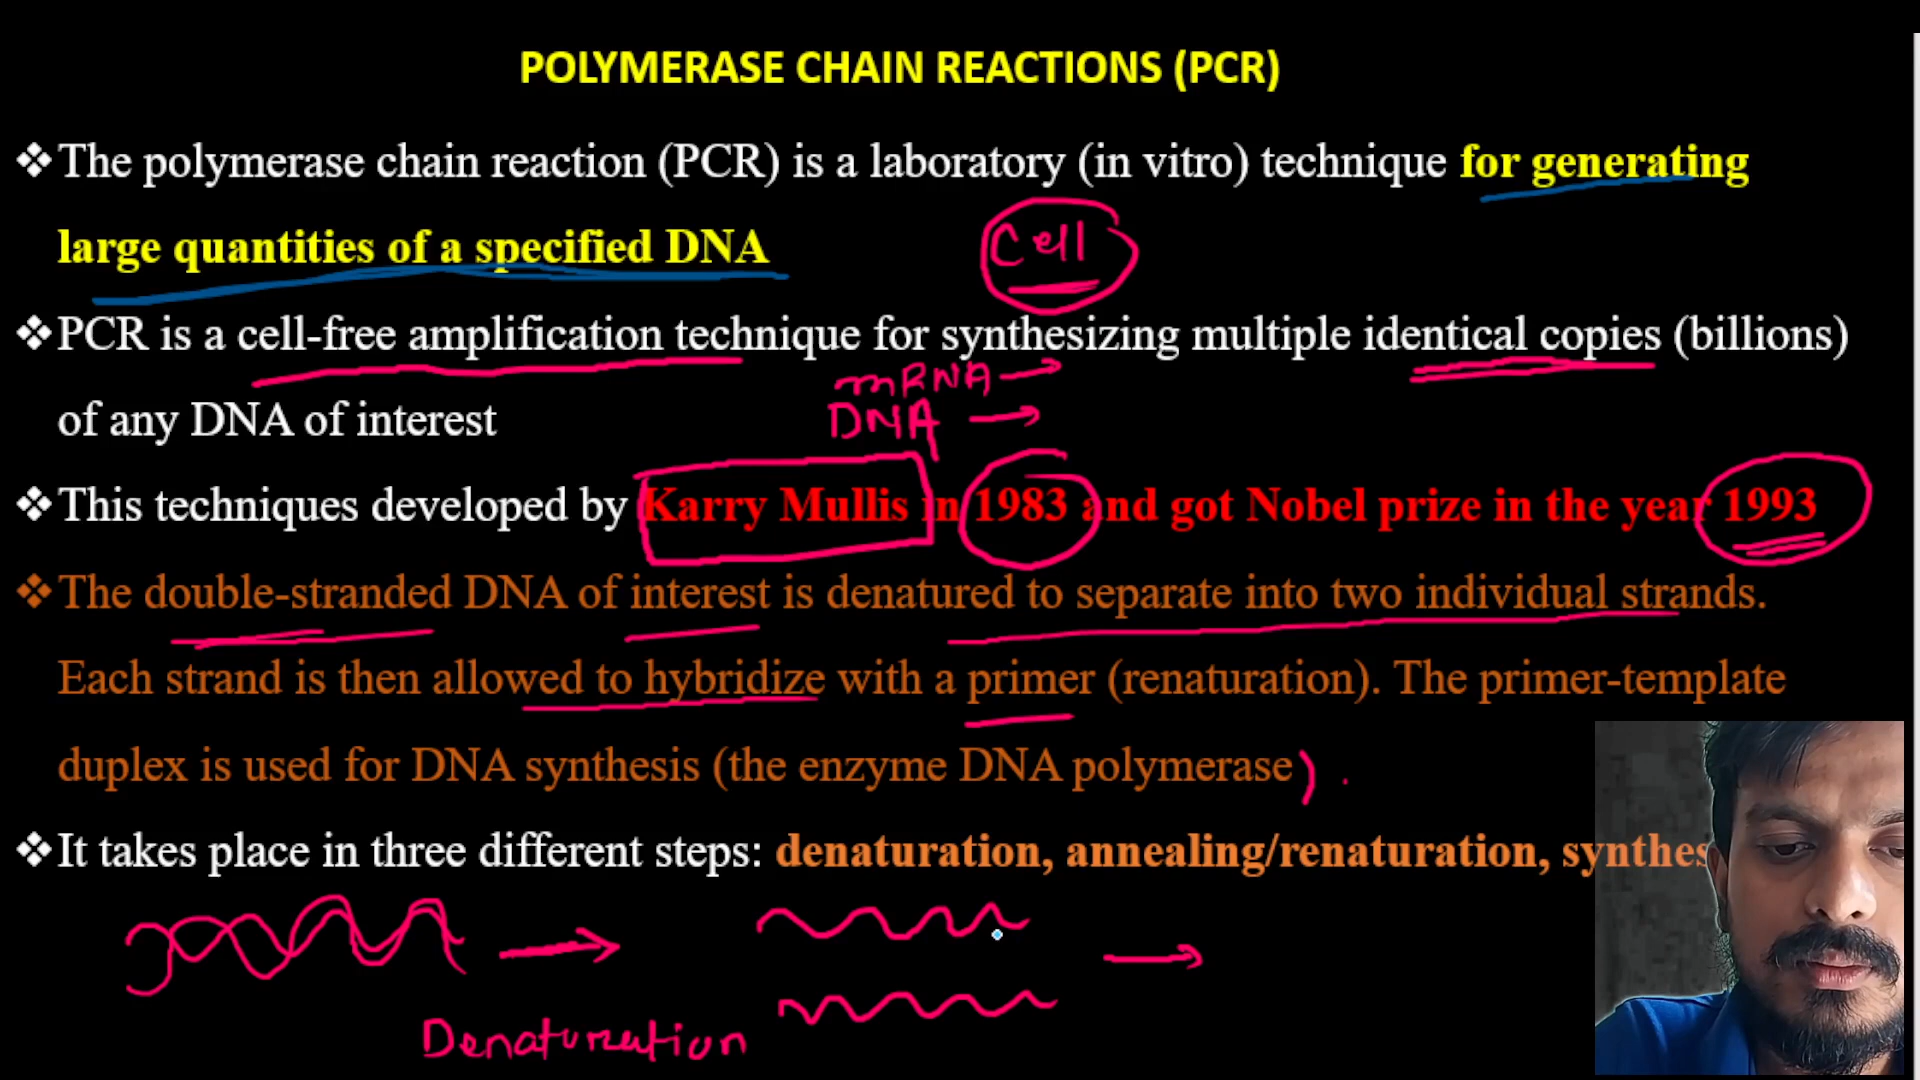 POLYMERASE CHAIN REACTIONS (PCR)
❖The polymerase chain reaction (PCR) is a laboratory (in vitro) technique for generating
large quantities of a specified DNA
Cell
❖PCR is a cell-free amplification technique for synthesizing multiple identical copies (billions)
mRNA →
of any DNA of interest
DNA →
❖This techniques developed by Karry Mullis in 1983 and got Nobel prize in the year 1993
❖The double-stranded DNA of interest is denatured to separate into two individual strands.
Each strand is then allowed to hybridize with a primer (renaturation). The primer-template
duplex is used for DNA synthesis (the enzyme DNA polymerase) .
❖It takes place in three different steps: denaturation, annealing/renaturation, synthes
Denaturation